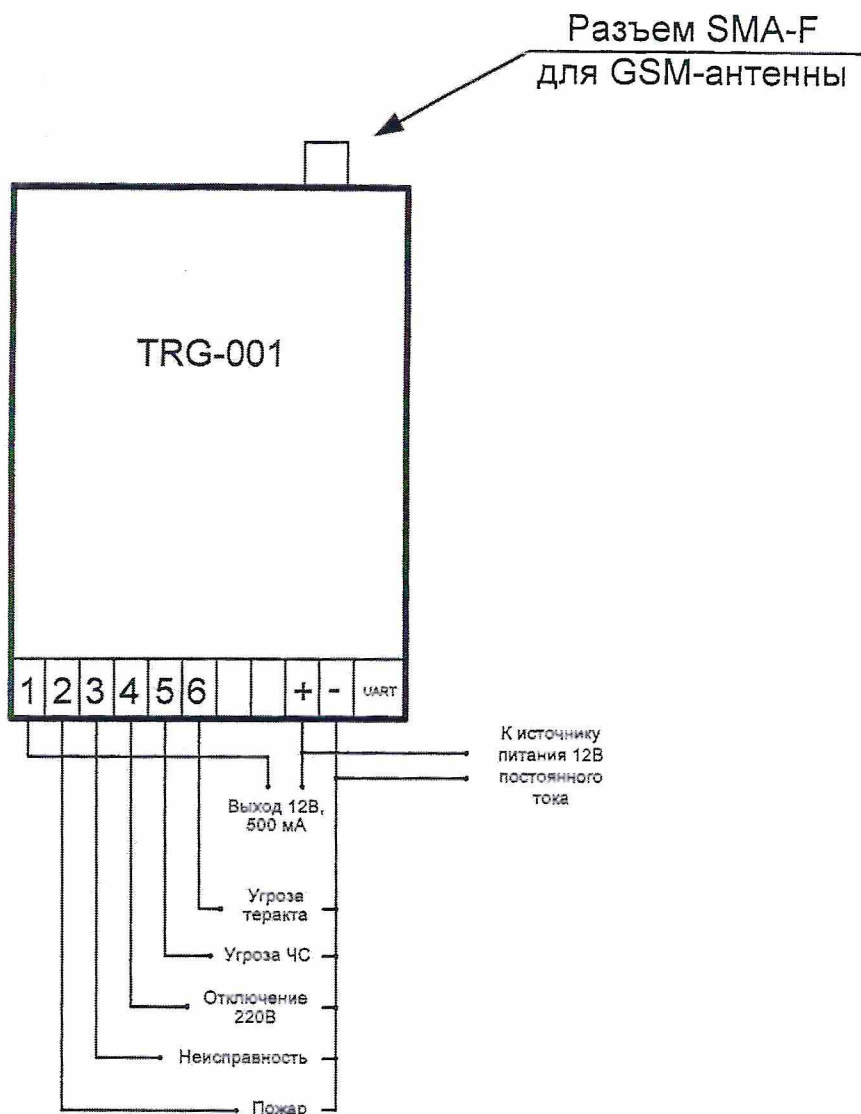 Разъем SMA-F
для GSM-антенны
TRG-001
1 2 3 4 5 6 + - UART
К источнику
питания 12В
постоянного
тока
Выход 12В,
500 мА
Угроза
теракта
Угроза ЧС
Отключение
220В
Неисправность
Пожар